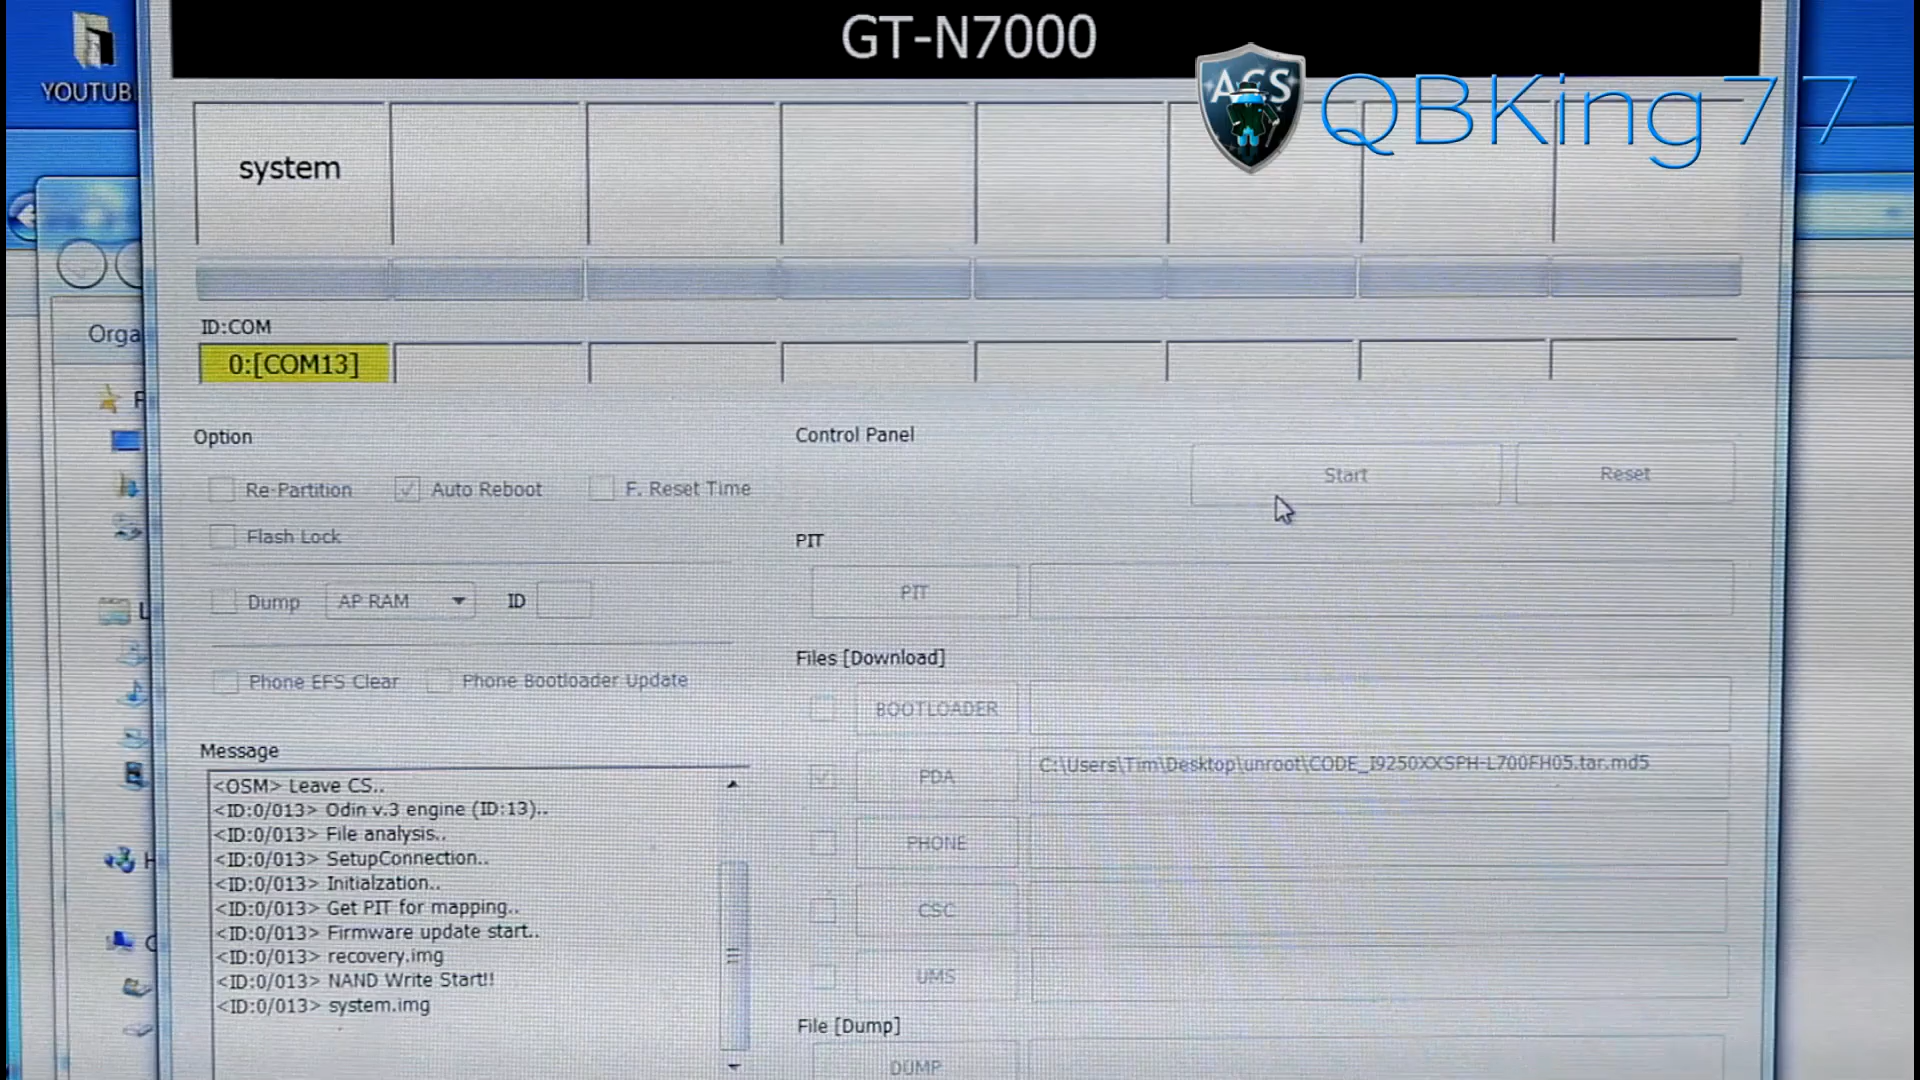 GT-N7000
YOUTUB
ACS
QBKing77
system
ID:COM
0:[COM13]
Orga
Option
Control Panel
Start
Reset
Re-Partition
Auto Reboot
F. Reset Time
Flash Lock
PIT
PIT
Dump
AP RAM
ID
Files [Download]
Phone EFS Clear
Phone Bootloader Update
BOOTLOADER
Message
PDA
C:\Users\Tim\Desktop\unroot\CODE_I9250XXSPH-L700FH05.tar.md5
<OSM> Leave CS..
<ID:0/013> Odin v.3 engine (ID:13)..
<ID:0/013> File analysis..
<ID:0/013> SetupConnection..
<ID:0/013> Initialzation..
<ID:0/013> Get PIT for mapping..
<ID:0/013> Firmware update start..
<ID:0/013> recovery.img
<ID:0/013> NAND Write Start!!
<ID:0/013> system.img
PHONE
CSC
UMS
File [Dump]
DUMP